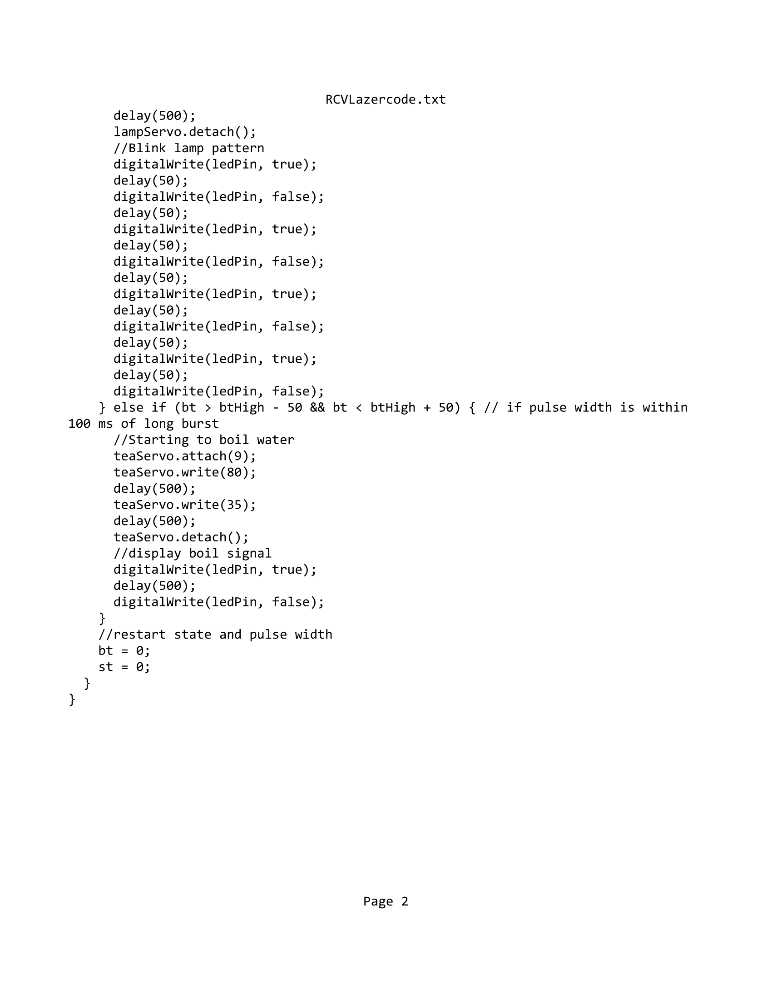 RCVLazercode.txt
      delay(500);
      lampServo.detach();
      //Blink lamp pattern
      digitalWrite(ledPin, true);
      delay(50);
      digitalWrite(ledPin, false);
      delay(50);
      digitalWrite(ledPin, true);
      delay(50);
      digitalWrite(ledPin, false);
      delay(50);
      digitalWrite(ledPin, true);
      delay(50);
      digitalWrite(ledPin, false);
      delay(50);
      digitalWrite(ledPin, true);
      delay(50);
      digitalWrite(ledPin, false);
    } else if (bt > btHigh - 50 && bt < btHigh + 50) { // if pulse width is within
100 ms of long burst
      //Starting to boil water
      teaServo.attach(9);
      teaServo.write(80);
      delay(500);
      teaServo.write(35);
      delay(500);
      teaServo.detach();
      //display boil signal
      digitalWrite(ledPin, true);
      delay(500);
      digitalWrite(ledPin, false);
    }
    //restart state and pulse width
    bt = 0;
    st = 0;
  }
}
Page 2